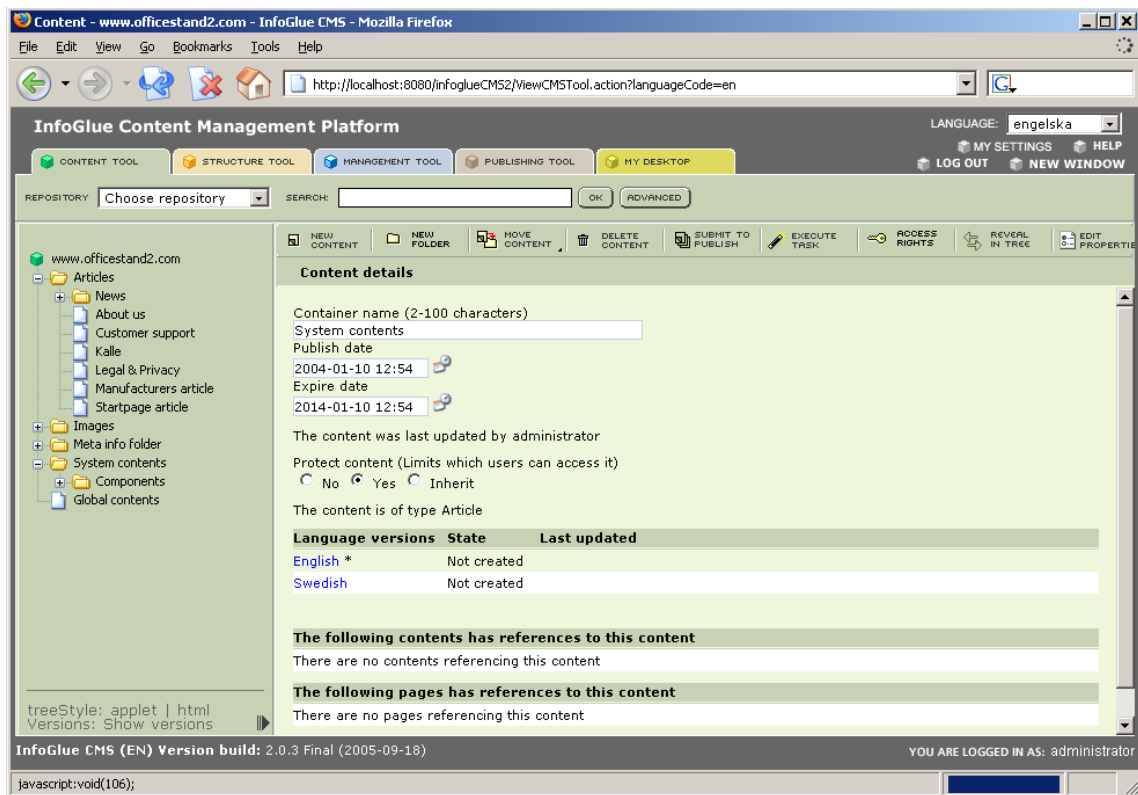 Content - www.officestand2.com - InfoGlue CMS - Mozilla Firefox
File Edit View Go Bookmarks Tools Help
http://localhost:8080/infoglueCMS2/ViewCMSTool.action?languageCode=en
G
InfoGlue Content Management Platform
LANGUAGE: engelska
CONTENT TOOL STRUCTURE TOOL MANAGEMENT TOOL PUBLISHING TOOL MY DESKTOP
MY SETTINGS HELP
LOG OUT NEW WINDOW
REPOSITORY Choose repository SEARCH: OK ADVANCED
NEW CONTENT NEW FOLDER MOVE CONTENT DELETE CONTENT SUBMIT TO PUBLISH EXECUTE TASK ACCESS RIGHTS REVEAL IN TREE EDIT PROPERTIE
www.officestand2.com
Articles
News
About us
Customer support
Kalle
Legal & Privacy
Manufacturers article
Startpage article
Images
Meta info folder
System contents
Components
Global contents
treeStyle: applet | html
Versions: Show versions
Content details
Container name (2-100 characters)
System contents
Publish date
2004-01-10 12:54
Expire date
2014-01-10 12:54
The content was last updated by administrator
Protect content (Limits which users can access it)
No Yes Inherit
The content is of type Article
Language versions State Last updated
English * Not created
Swedish Not created
The following contents has references to this content
There are no contents referencing this content
The following pages has references to this content
There are no pages referencing this content
InfoGlue CMS (EN) Version build: 2.0.3 Final (2005-09-18)
YOU ARE LOGGED IN AS: administrator
javascript:void(106);